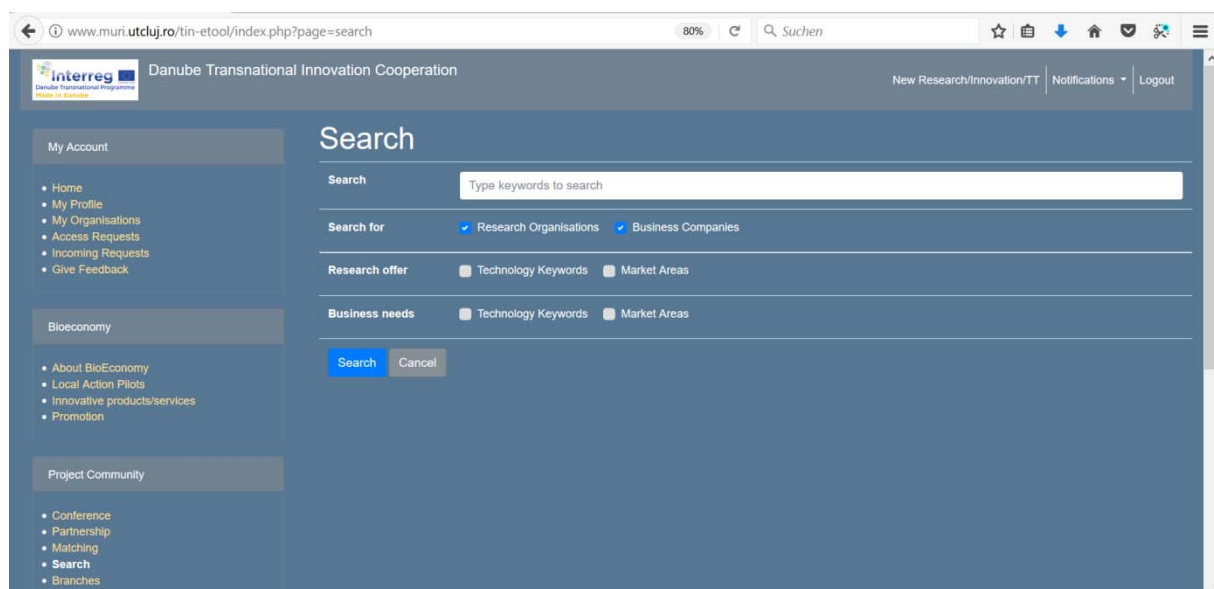 www.muri.utcluj.ro/tin-etool/index.php?page=search
80%
Suchen
Interreg
Danube Transnational Programme
Made in Danube
Danube Transnational Innovation Cooperation
New Research/Innovation/TT
Notifications
Logout
My Account
Home
My Profile
My Organisations
Access Requests
Incoming Requests
Give Feedback
Bioeconomy
About BioEconomy
Local Action Pilots
Innovative products/services
Promotion
Project Community
Conference
Partnership
Matching
Search
Branches
Search
Search
Type keywords to search
Search for
Research Organisations
Business Companies
Research offer
Technology Keywords
Market Areas
Business needs
Technology Keywords
Market Areas
Search
Cancel